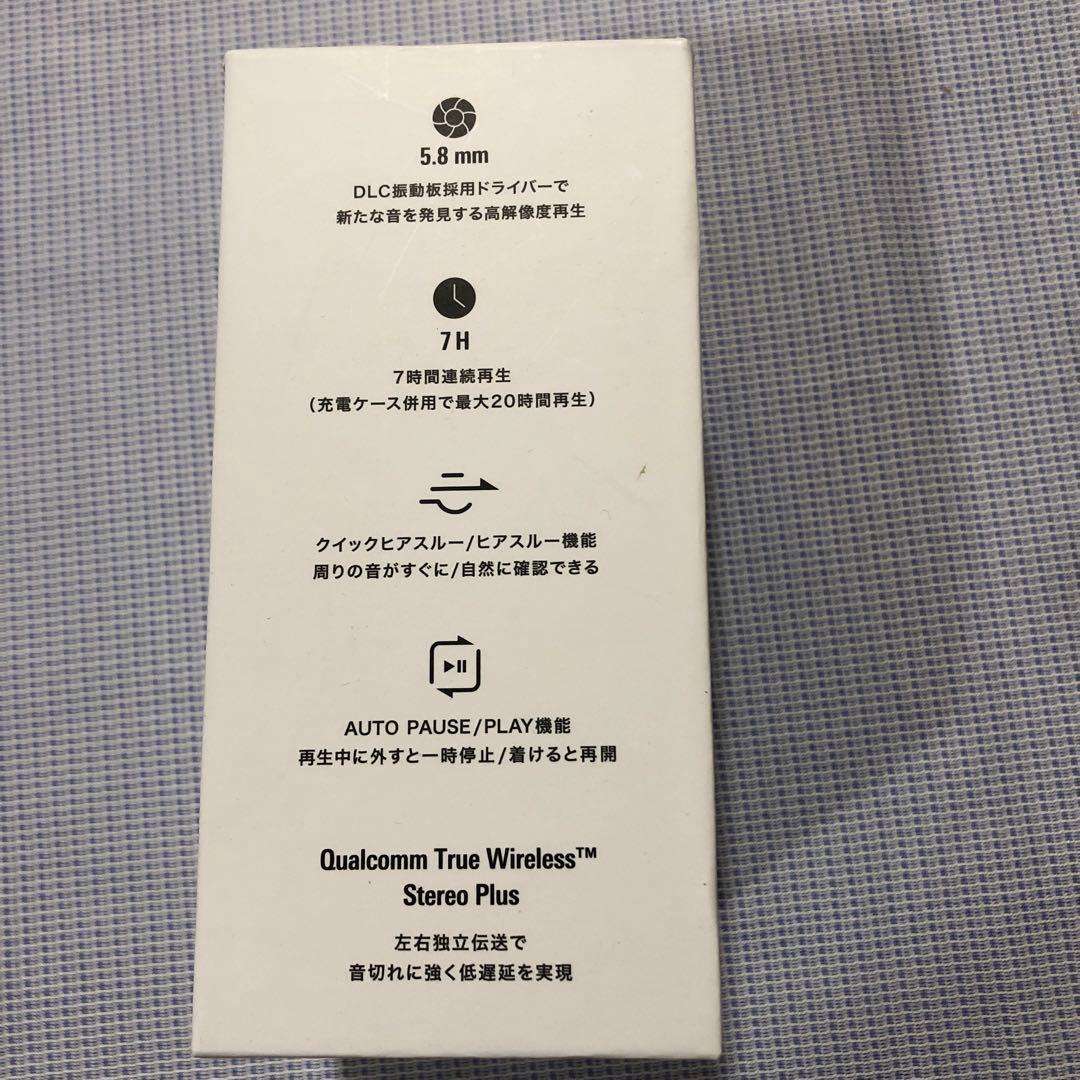 5.8 mm
DLC振動板採用ドライバーで
新たな音を発見する高解像度再生
7H
7時間連続再生
(充電ケース併用で最大20時間再生)
クイックヒアスルー/ヒアスルー機能
周りの音がすぐに/自然に確認できる
AUTO PAUSE/PLAY機能
再生中に外すと一時停止/着けると再開
Qualcomm True Wireless™
Stereo Plus
左右独立伝送で
音切れに強く低遅延を実現